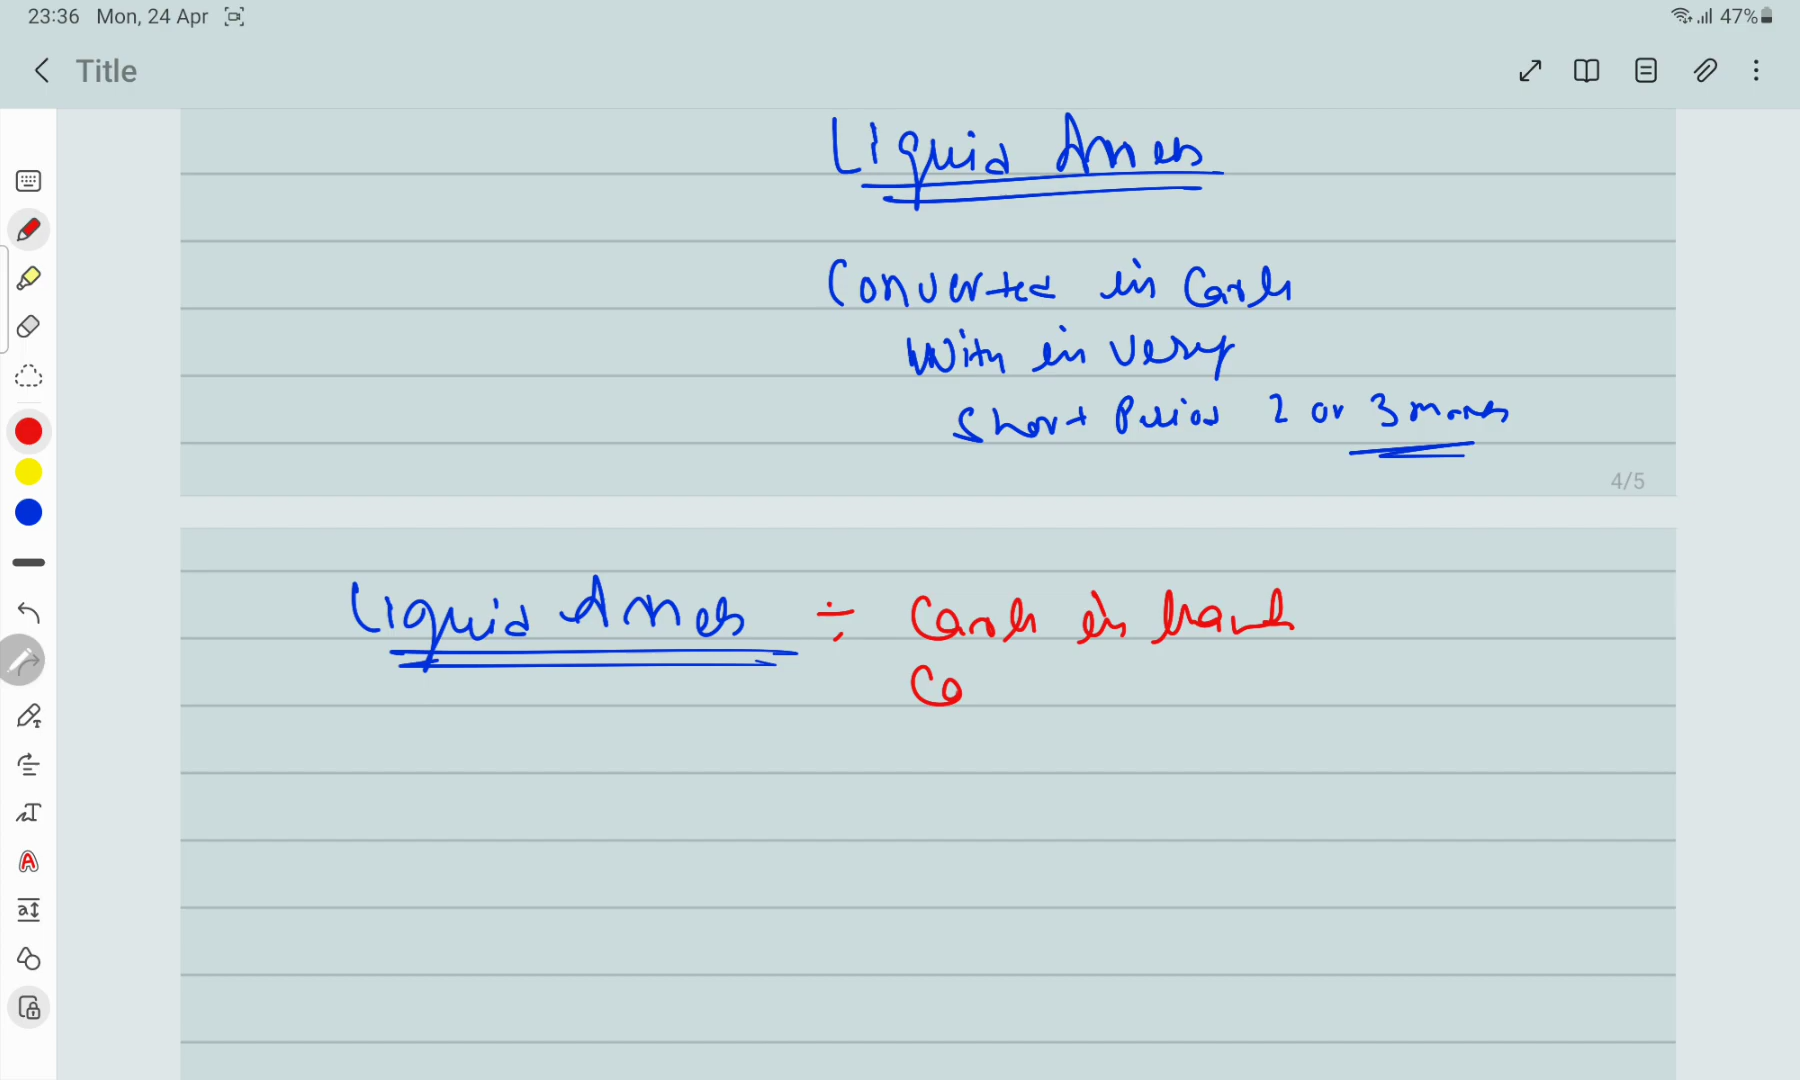 23:36 Mon, 24 Apr 47%
Title
Liquid Assets
Converted in Cash
With in very
Short Period 2 or 3 months
4/5
Liquid Assets ÷ Cash in hand
Ca